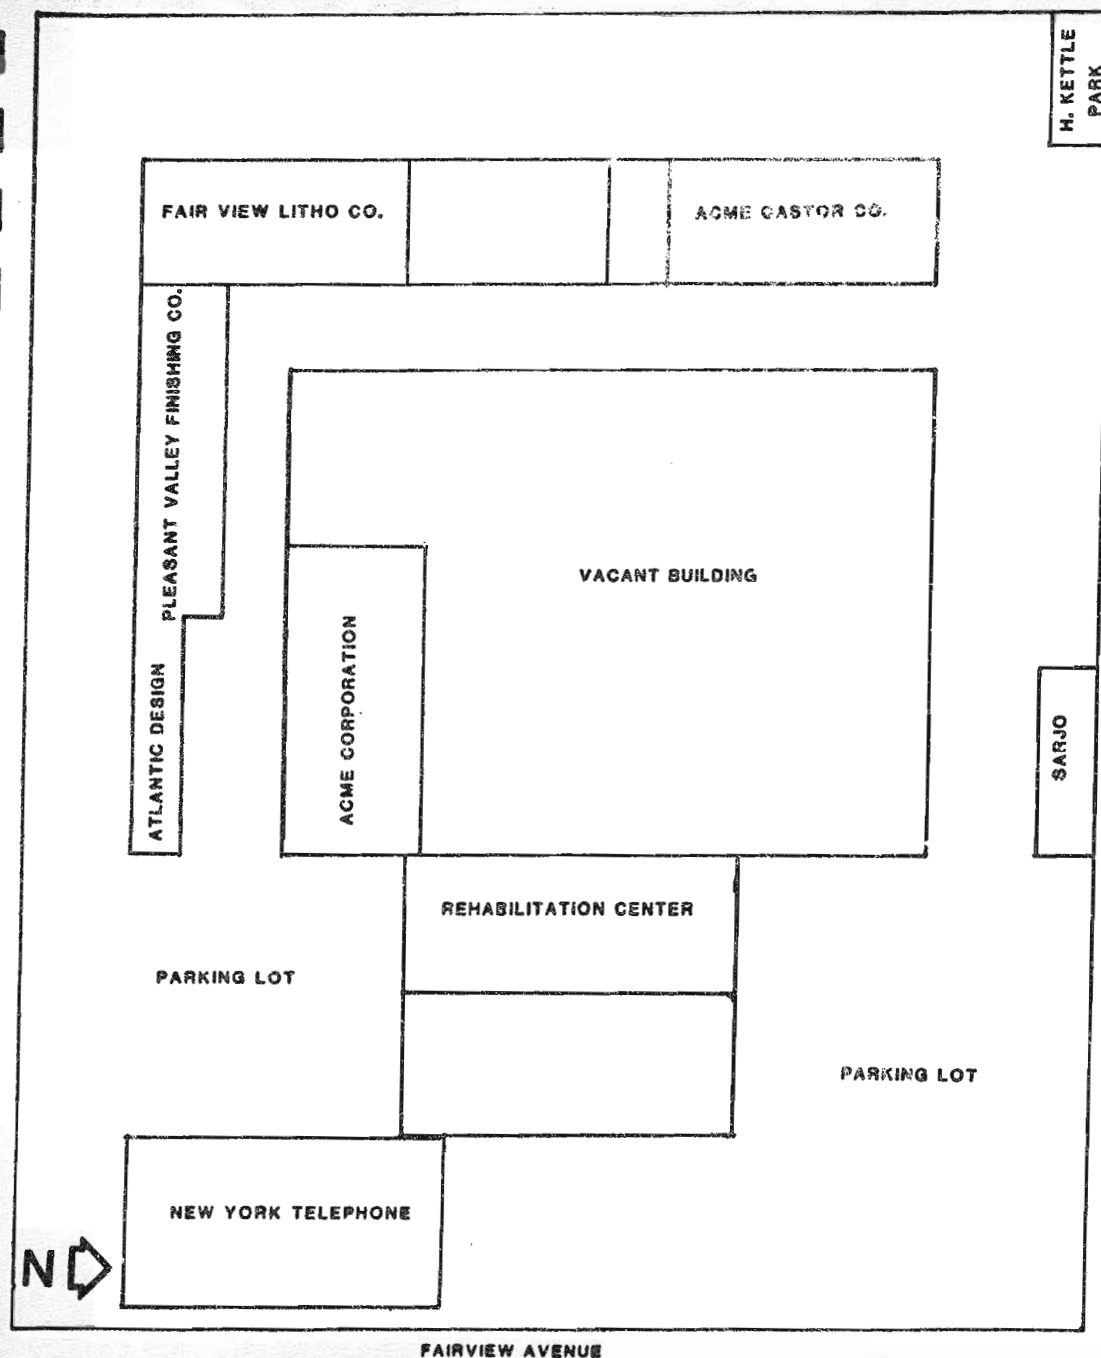 H. KETTLE
PARK
FAIR VIEW LITHO CO.
ACME CASTOR CO.
PLEASANT VALLEY FINISHING CO.
VACANT BUILDING
ACME CORPORATION
ATLANTIC DESIGN
SARJO
REHABILITATION CENTER
PARKING LOT
PARKING LOT
NEW YORK TELEPHONE
N
FAIRVIEW AVENUE